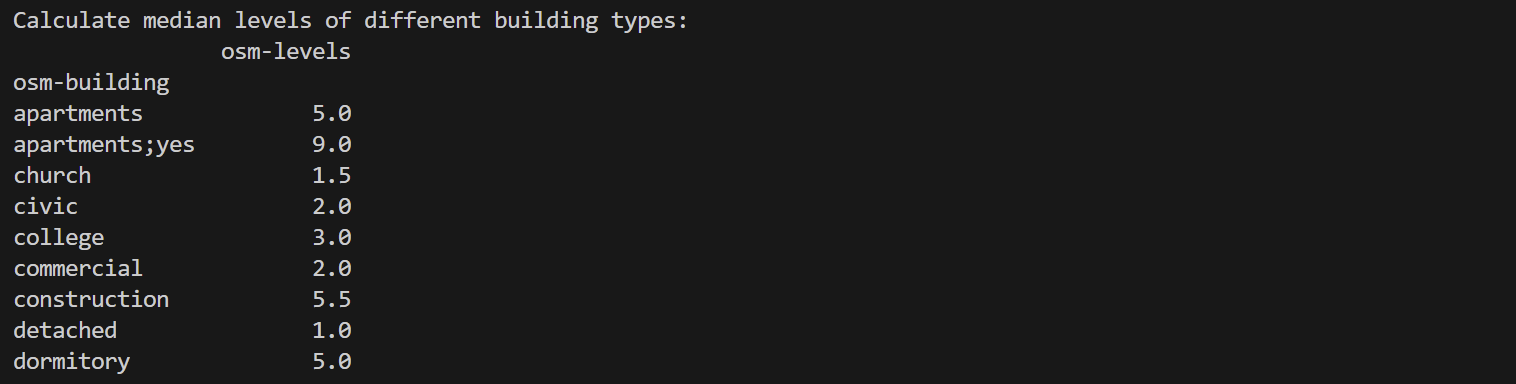 Calculate median levels of different building types:
osm-levels
osm-building
apartments 5.0
apartments;yes 9.0
church 1.5
civic 2.0
college 3.0
commercial 2.0
construction 5.5
detached 1.0
dormitory 5.0